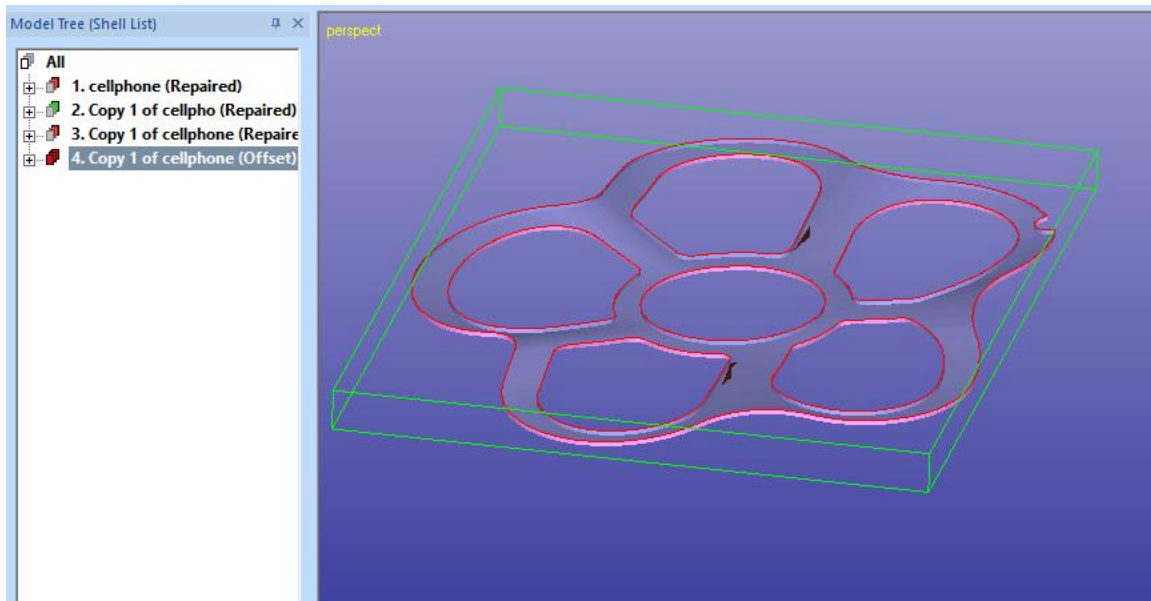 Model Tree (Shell List)
perspect
All
1. cellphone (Repaired)
2. Copy 1 of cellpho (Repaired)
3. Copy 1 of cellphone (Repaire
4. Copy 1 of cellphone (Offset)